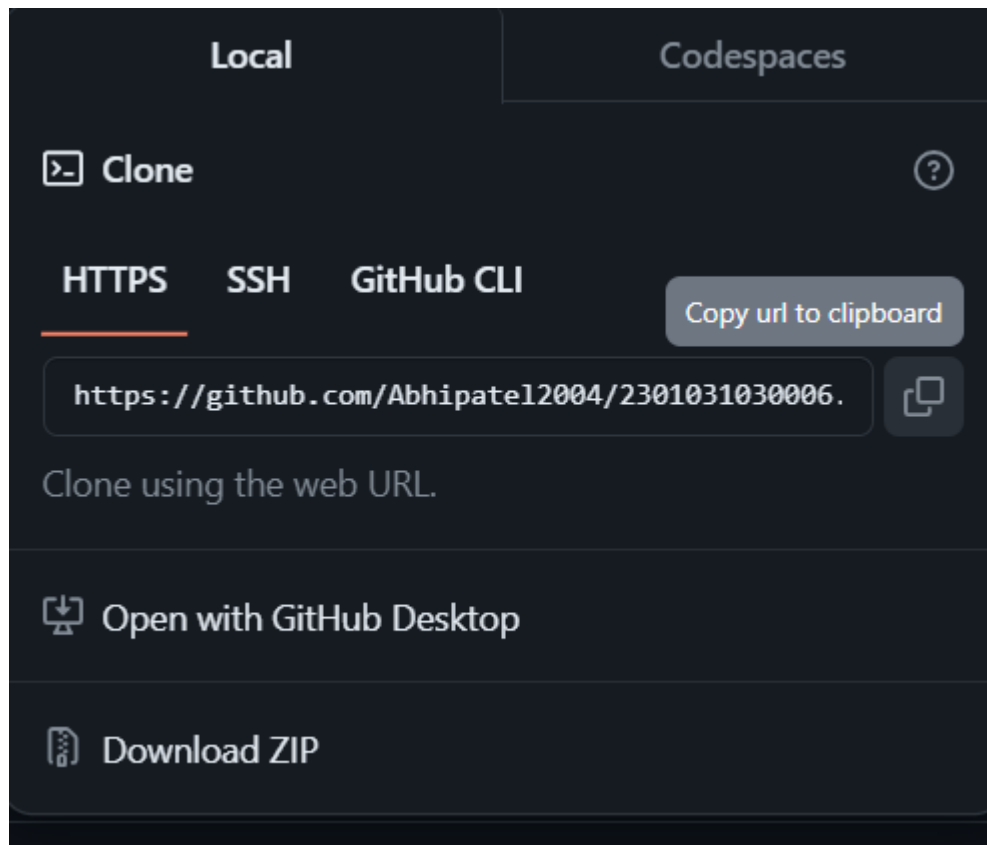 Local Codespaces
Clone
HTTPS SSH GitHub CLI
Copy url to clipboard
https://github.com/Abhipatel2004/2301031030006.
Clone using the web URL.
Open with GitHub Desktop
Download ZIP